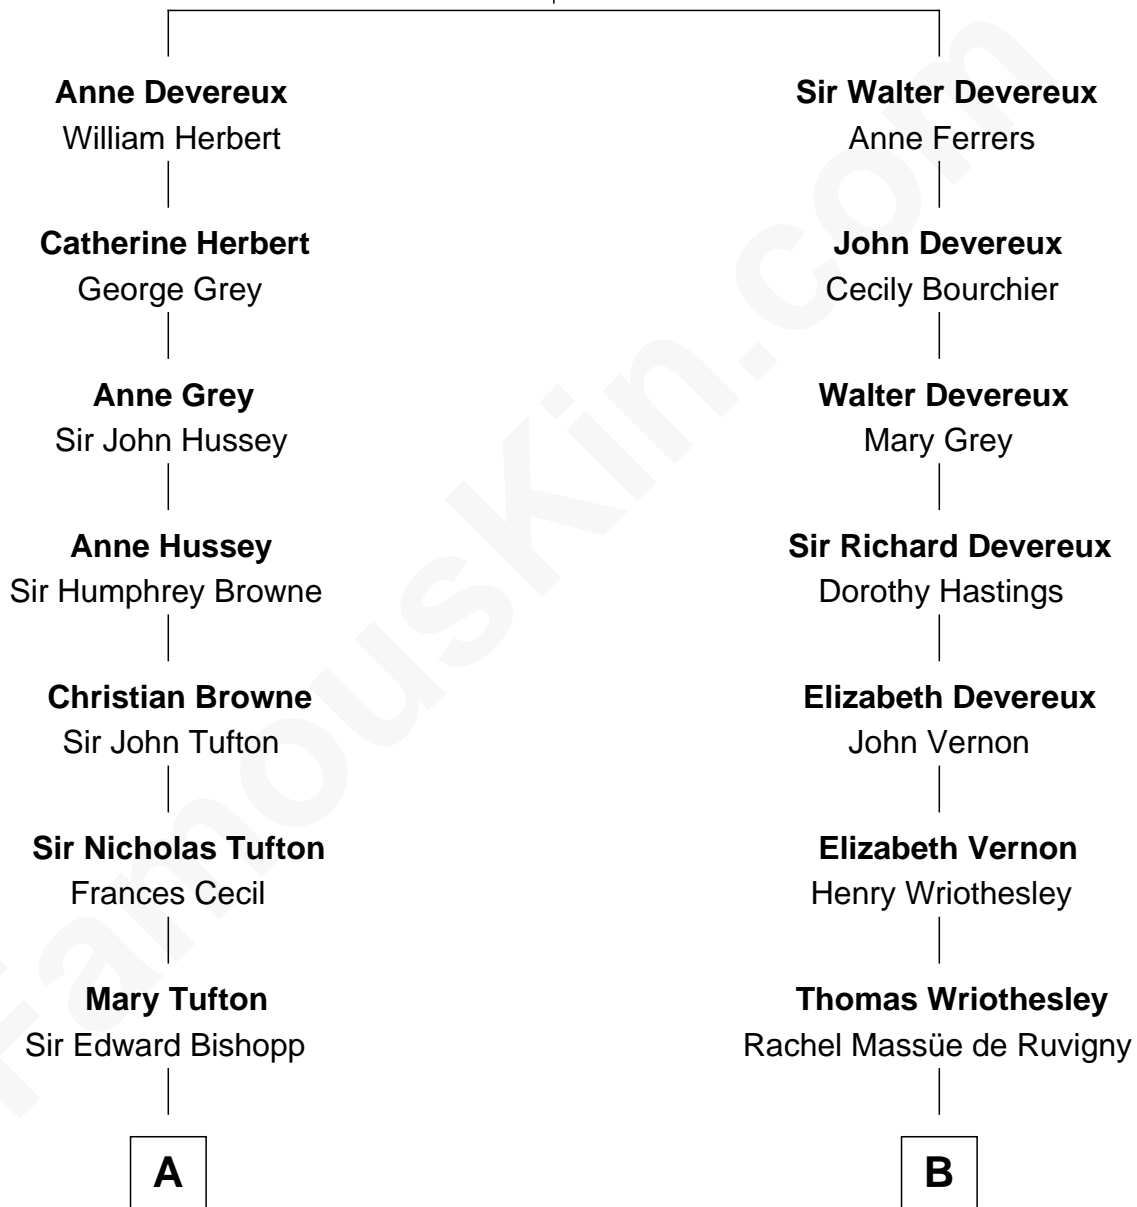 Anne Devereux
William Herbert
Catherine Herbert
George Grey
Anne Grey
Sir John Hussey
Anne Hussey
Sir Humphrey Browne
Christian Browne
Sir John Tufton
Sir Nicholas Tufton
Frances Cecil
Mary Tufton
Sir Edward Bishopp
A
Sir Walter Devereux
Anne Ferrers
John Devereux
Cecily Bourchier
Walter Devereux
Mary Grey
Sir Richard Devereux
Dorothy Hastings
Elizabeth Devereux
John Vernon
Elizabeth Vernon
Henry Wriothesley
Thomas Wriothesley
Rachel Massüe de Ruvigny
B
FamousKin.com